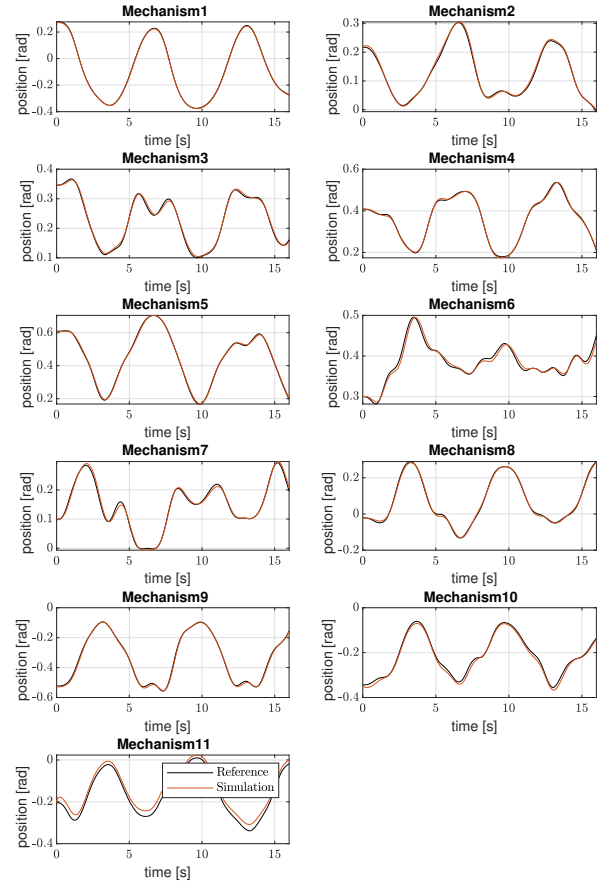 Mechanism1
position [rad]
0.2
0
-0.2
-0.4
0 5 10 15
time [s]
Mechanism2
position [rad]
0.3
0.2
0.1
0
0 5 10 15
time [s]
Mechanism3
position [rad]
0.4
0.3
0.2
0.1
0 5 10 15
time [s]
Mechanism4
position [rad]
0.6
0.4
0.2
0 5 10 15
time [s]
Mechanism5
position [rad]
0.6
0.4
0.2
0 5 10 15
time [s]
Mechanism6
position [rad]
0.5
0.4
0.3
0 5 10 15
time [s]
Mechanism7
position [rad]
0.2
0.1
0
0 5 10 15
time [s]
Mechanism8
position [rad]
0.2
0
-0.2
0 5 10 15
time [s]
Mechanism9
position [rad]
0
-0.2
-0.4
-0.6
0 5 10 15
time [s]
Mechanism10
position [rad]
0
-0.2
-0.4
0 5 10 15
time [s]
Mechanism11
position [rad]
0
-0.2
-0.4
0 5 10 15
time [s]
Reference
Simulation